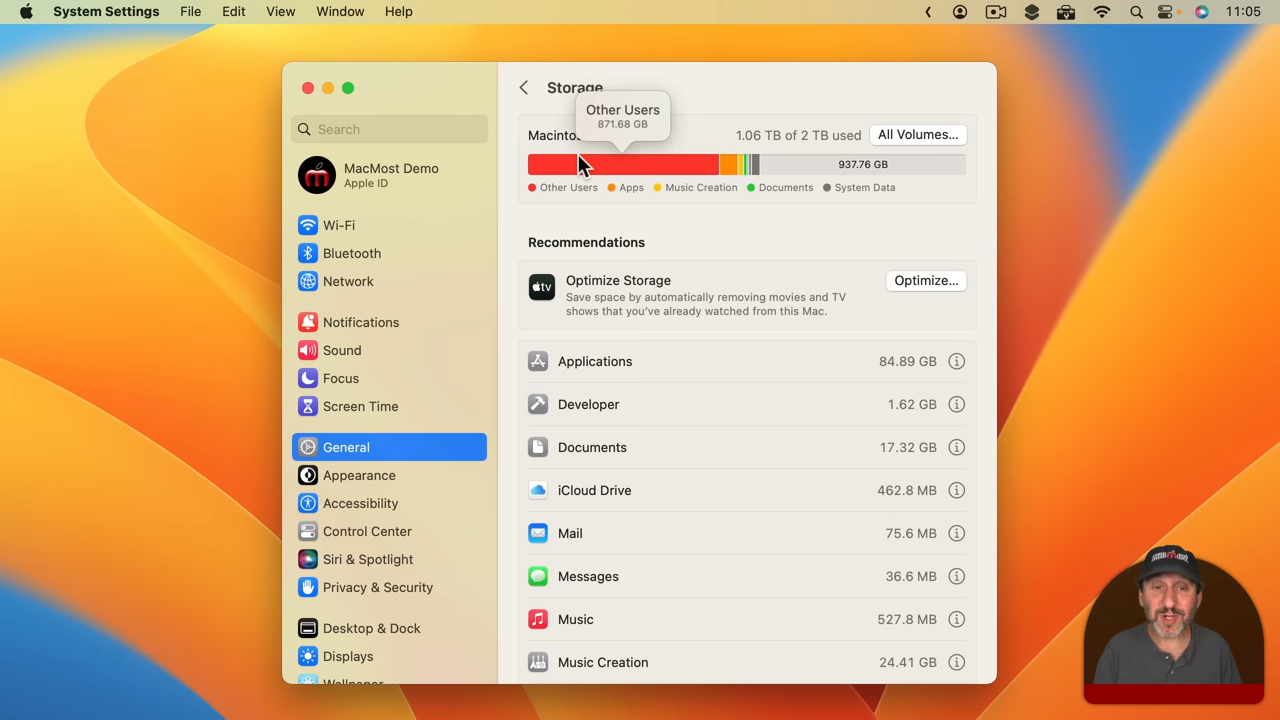 System Settings File Edit View Window Help 11:05
Storage
Other Users
871.68 GB
Macinto
1.06 TB of 2 TB used
All Volumes...
937.76 GB
Other Users Apps Music Creation Documents System Data
Search
MacMost Demo
Apple ID
Wi-Fi
Bluetooth
Network
Notifications
Sound
Focus
Screen Time
General
Appearance
Accessibility
Control Center
Siri & Spotlight
Privacy & Security
Desktop & Dock
Displays
Wallpaper
Recommendations
Optimize Storage
Save space by automatically removing movies and TV
shows that you've already watched from this Mac.
Optimize...
tv
Applications 84.89 GB
Developer 1.62 GB
Documents 17.32 GB
iCloud Drive 462.8 MB
Mail 75.6 MB
Messages 36.6 MB
Music 527.8 MB
Music Creation 24.41 GB